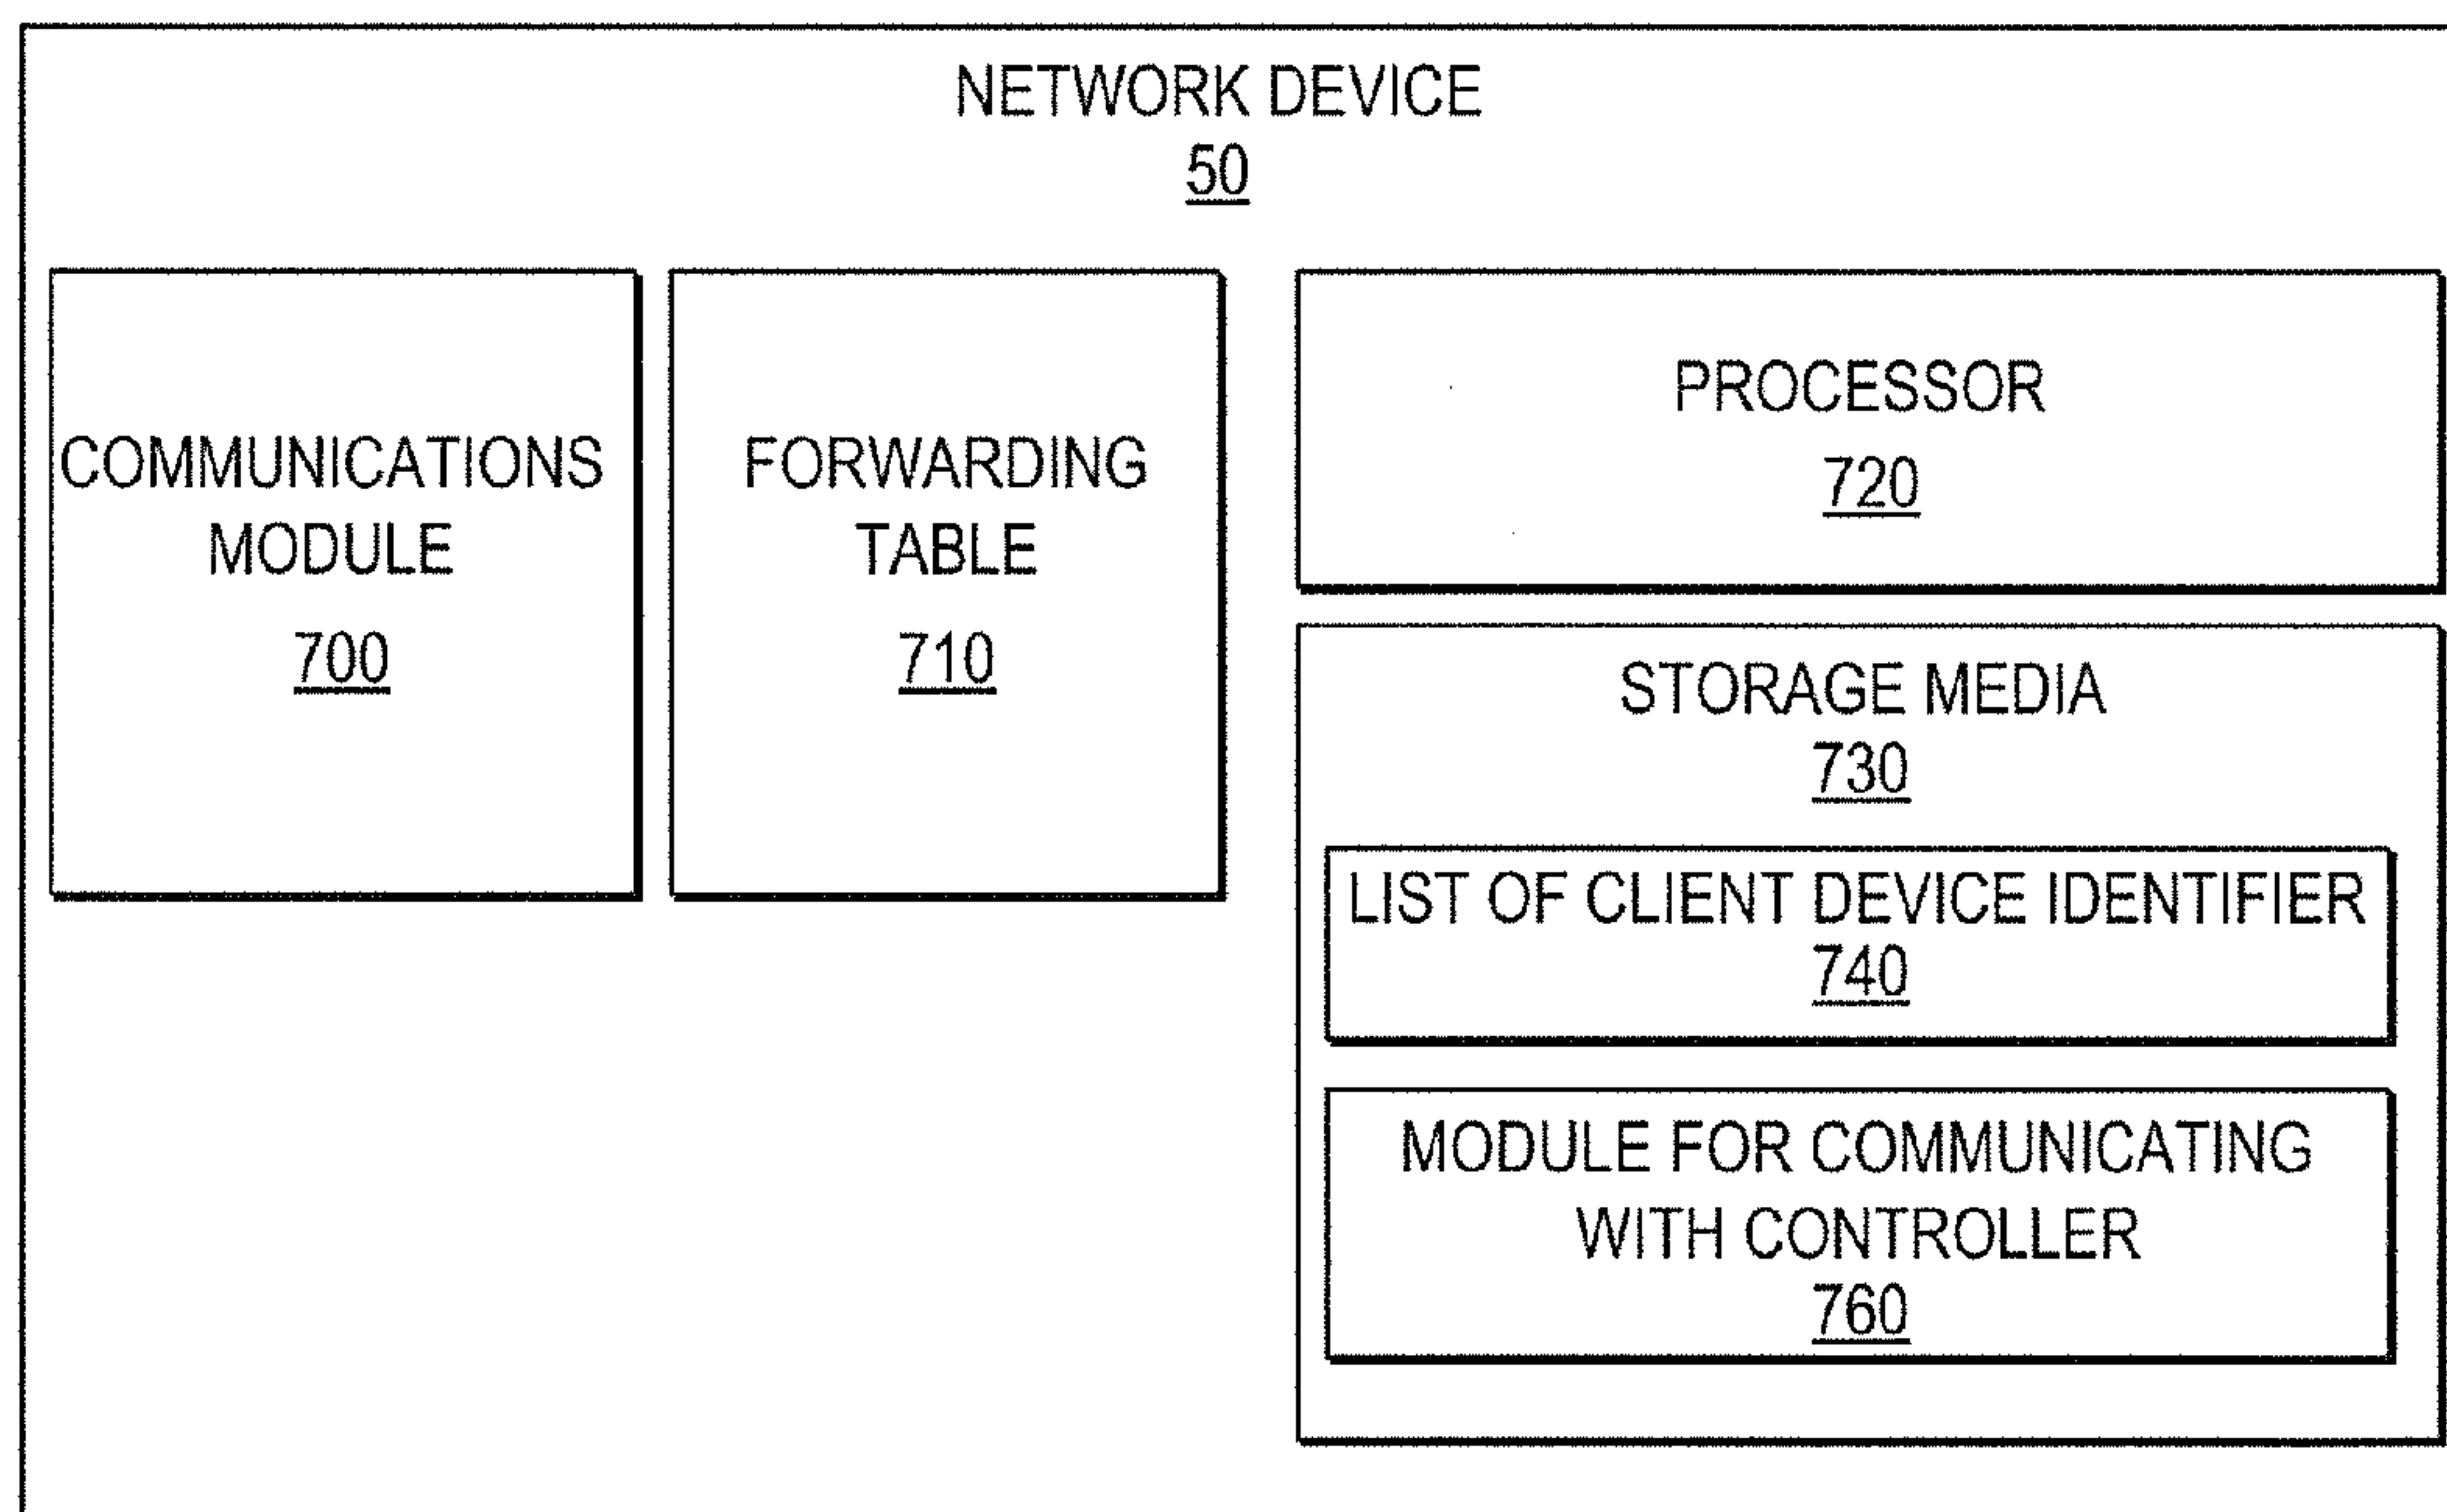 NETWORK DEVICE
50
COMMUNICATIONS
MODULE
700
FORWARDING
TABLE
710
PROCESSOR
720
STORAGE MEDIA
730
LIST OF CLIENT DEVICE IDENTIFIER
740
MODULE FOR COMMUNICATING
WITH CONTROLLER
760